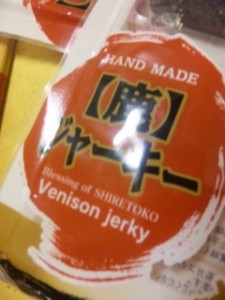 HAND MADE
【鹿】
ジャーキー
Blessing of SHIRETOKO
Venison jerky